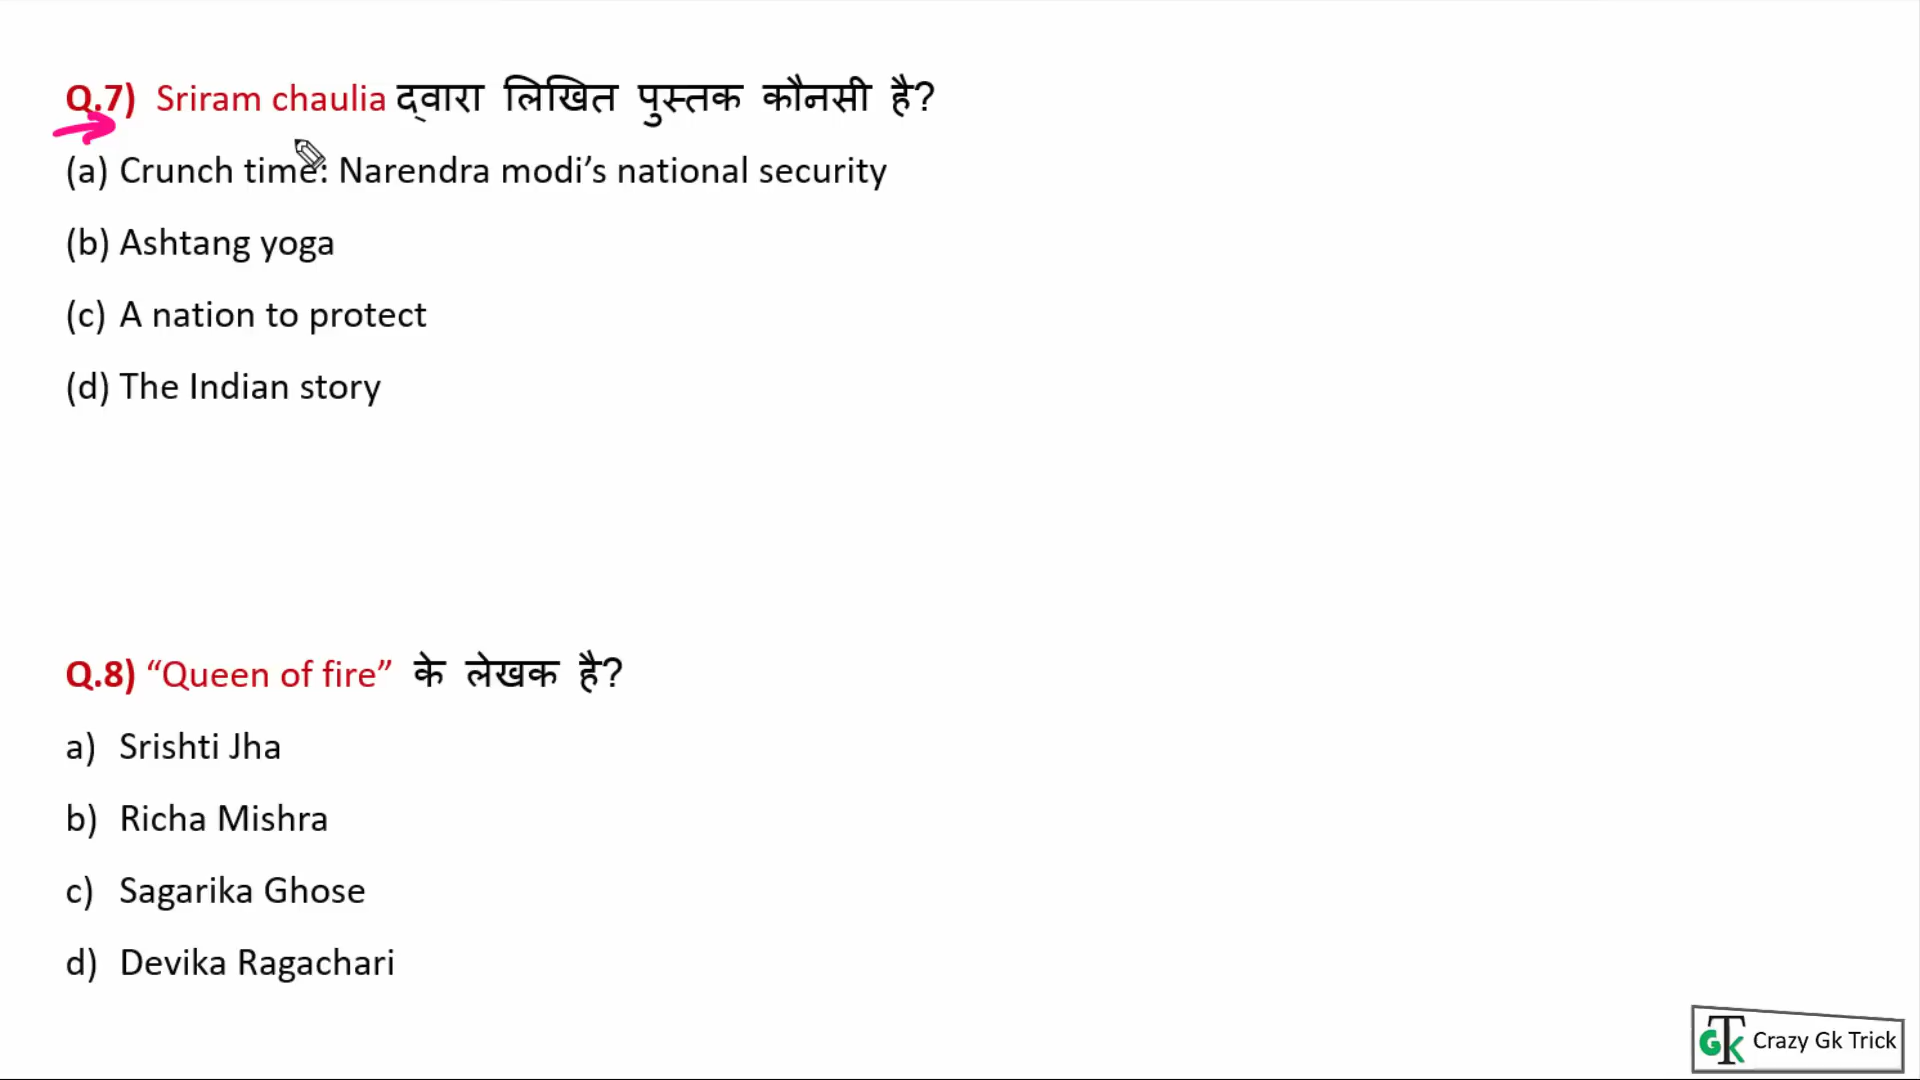 Q.7) Sriram chaulia द्वारा लिखित पुस्तक कौनसी है?
(a) Crunch time: Narendra modi’s national security
(b) Ashtang yoga
(c) A nation to protect
(d) The Indian story
Q.8) “Queen of fire” के लेखक है?
a) Srishti Jha
b) Richa Mishra
c) Sagarika Ghose
d) Devika Ragachari
GTK Crazy Gk Trick